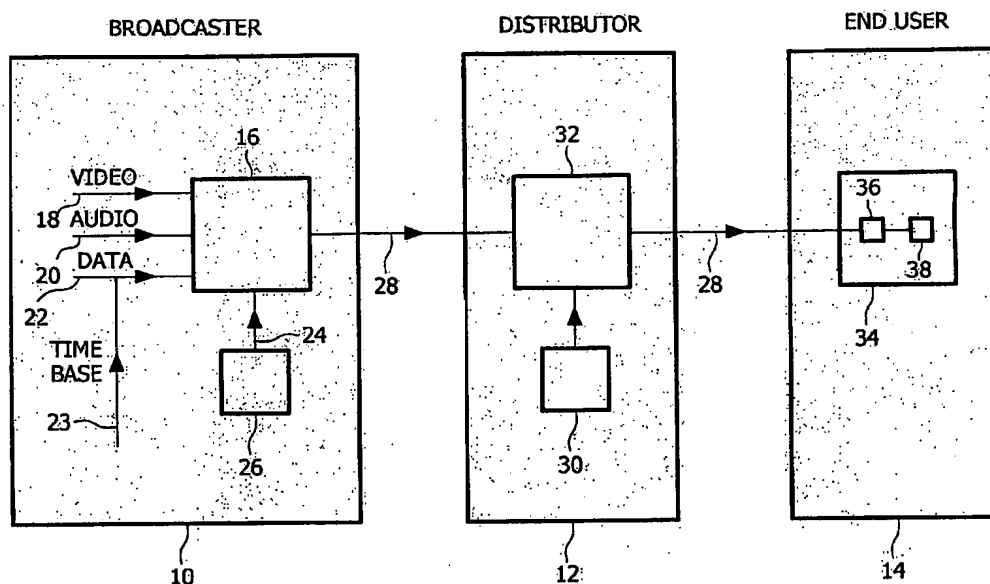 BROADCASTER
DISTRIBUTOR
END USER
16
32
VIDEO
18
AUDIO
20
DATA
22
28
28
36
38
34
24
TIME
BASE
23
26
30
10
12
14